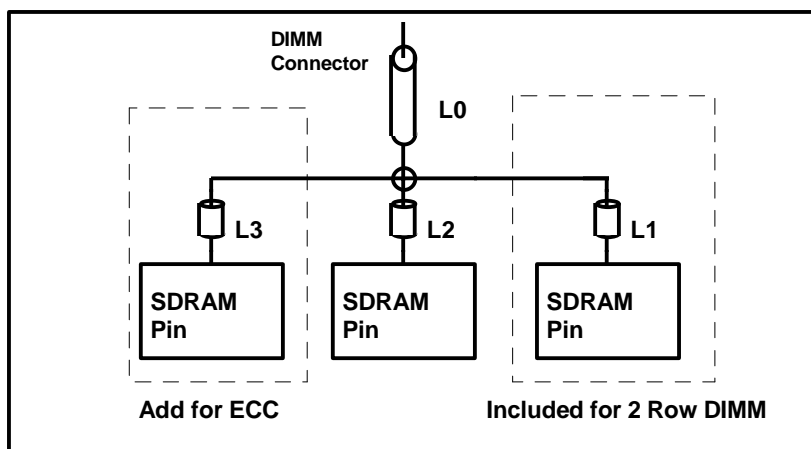 DIMM
Connector
L0
L3
L2
L1
SDRAM
Pin
SDRAM
Pin
SDRAM
Pin
Add for ECC
Included for 2 Row DIMM